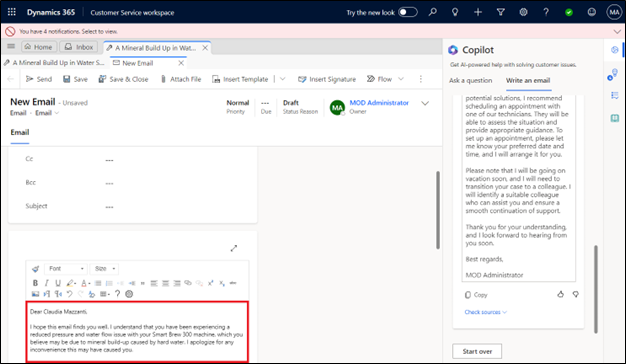 Dynamics 365
Customer Service workspace
Try the new look
MA
You have 4 notifications. Select to view.
Home
Inbox
A Mineral Build Up in Wat...
A Mineral Build Up in Water S...
New Email
Send
Save
Save & Close
Attach File
Insert Template
Insert Signature
Flow
New Email - Unsaved
Email · Email
Normal
Priority
---
Due
Draft
Status Reason
MA
MOD Administrator
Owner
Email
Cc
---
Bcc
---
Subject
---
Font
Size
Dear Claudia Mazzanti,
I hope this email finds you well. I understand that you have been experiencing a
reduced pressure and water flow issue with your Smart Brew 300 machine, which you
believe may be due to mineral build-up caused by hard water. I apologize for any
inconvenience this may have caused you.
Copilot
Get AI-powered help with solving customer issues.
Ask a question
Write an email
potential solutions, I recommend
scheduling an appointment with
one of our technicians. They will be
able to assess the situation and
provide appropriate guidance. To
set up an appointment, please let
me know your preferred date and
time, and I will arrange it for you.
Please note that I will be going on
vacation soon, and I will need to
transition your case to a colleague. I
will identify a suitable colleague
who can assist you and ensure a
smooth continuation of support.
Thank you for your understanding,
and I look forward to hearing from
you soon.
Best regards,
MOD Administrator
Copy
Check sources
Start over